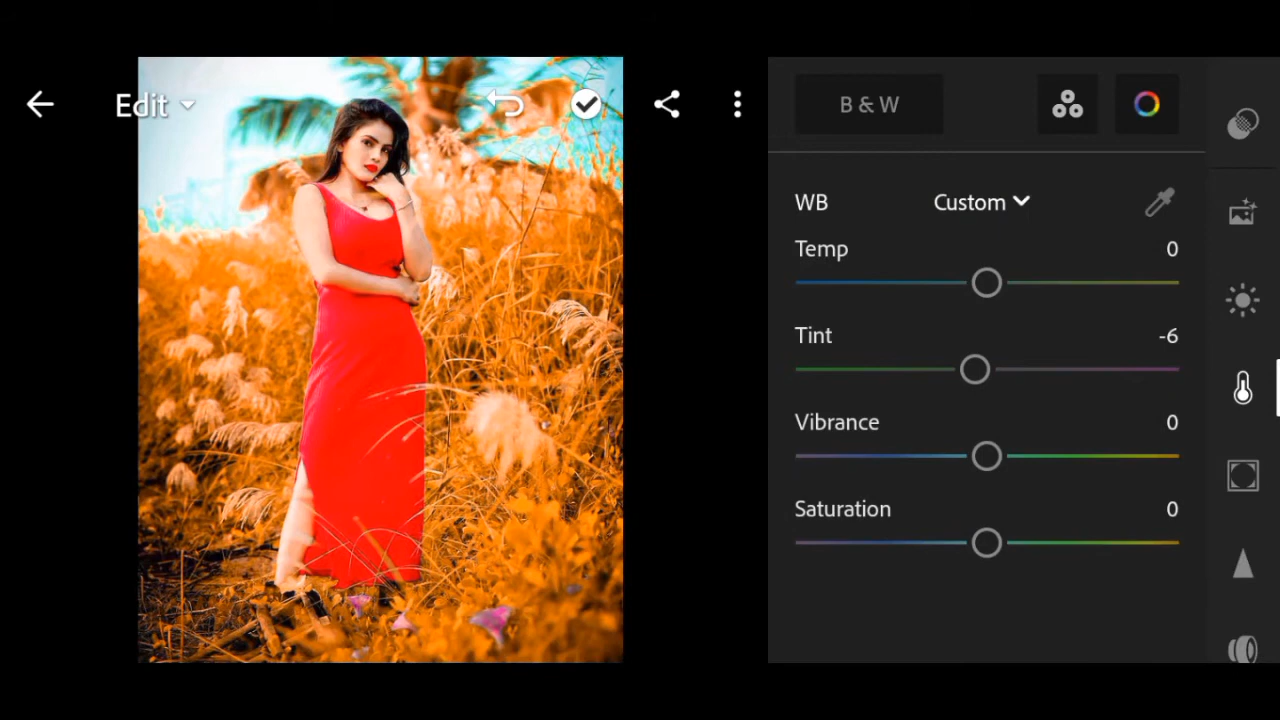 Edit
B & W
WB Custom
Temp 0
Tint -6
Vibrance 0
Saturation 0